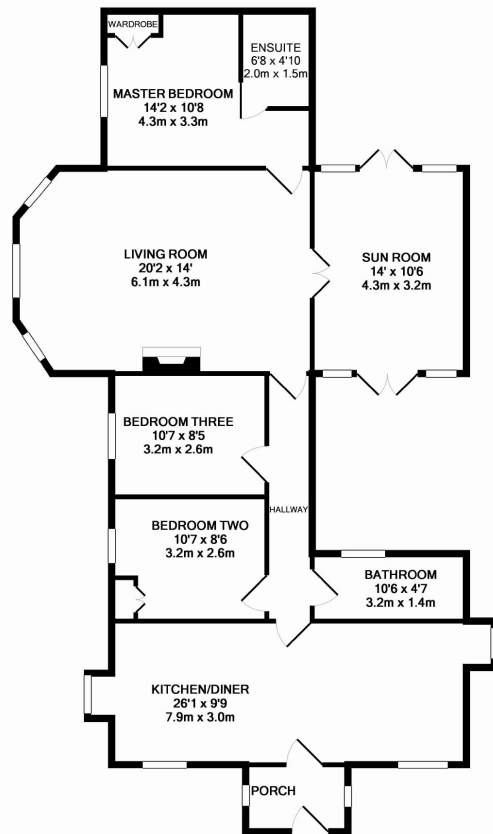 WARDROBE
ENSUITE
6'8 x 4'10
2.0m x 1.5m
MASTER BEDROOM
14'2 x 10'8
4.3m x 3.3m
LIVING ROOM
20'2 x 14'
6.1m x 4.3m
SUN ROOM
14' x 10'6
4.3m x 3.2m
BEDROOM THREE
10'7 x 8'5
3.2m x 2.6m
HALLWAY
BEDROOM TWO
10'7 x 8'6
3.2m x 2.6m
BATHROOM
10'6 x 4'7
3.2m x 1.4m
KITCHEN/DINER
26'1 x 9'9
7.9m x 3.0m
PORCH